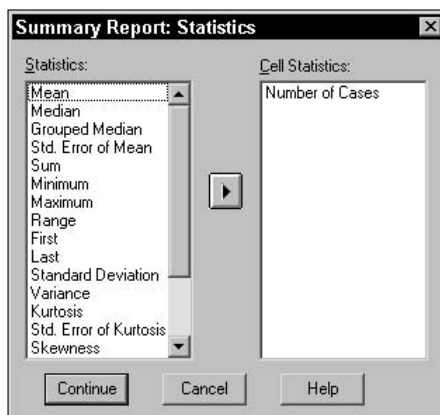 Summary Report: Statistics
Statistics:
Mean
Median
Grouped Median
Std. Error of Mean
Sum
Minimum
Maximum
Range
First
Last
Standard Deviation
Variance
Kurtosis
Std. Error of Kurtosis
Skewness
Cell Statistics:
Number of Cases
Continue
Cancel
Help